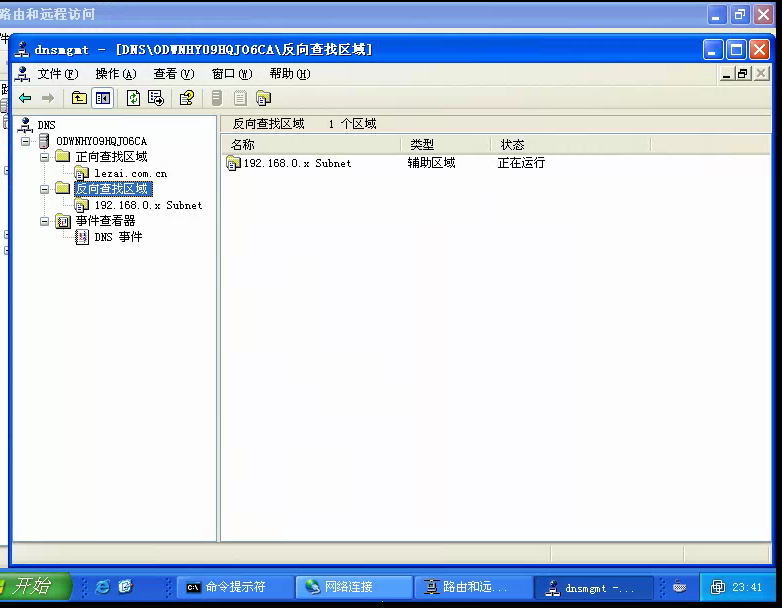 路由和远程访问
dnsmgmt - [DNS\ODWNHYO9HQJO6CA\反向查找区域]
文件(F) 操作(A) 查看(V) 窗口(W) 帮助(H)
DNS
ODWNHYO9HQJO6CA
正向查找区域
lezai.com.cn
反向查找区域
192.168.0.x Subnet
事件查看器
DNS 事件
反向查找区域 1 个区域
名称 类型 状态
192.168.0.x Subnet 辅助区域 正在运行
开始 命令提示符 网络连接 路由和远... dnsmgmt -... 23:41